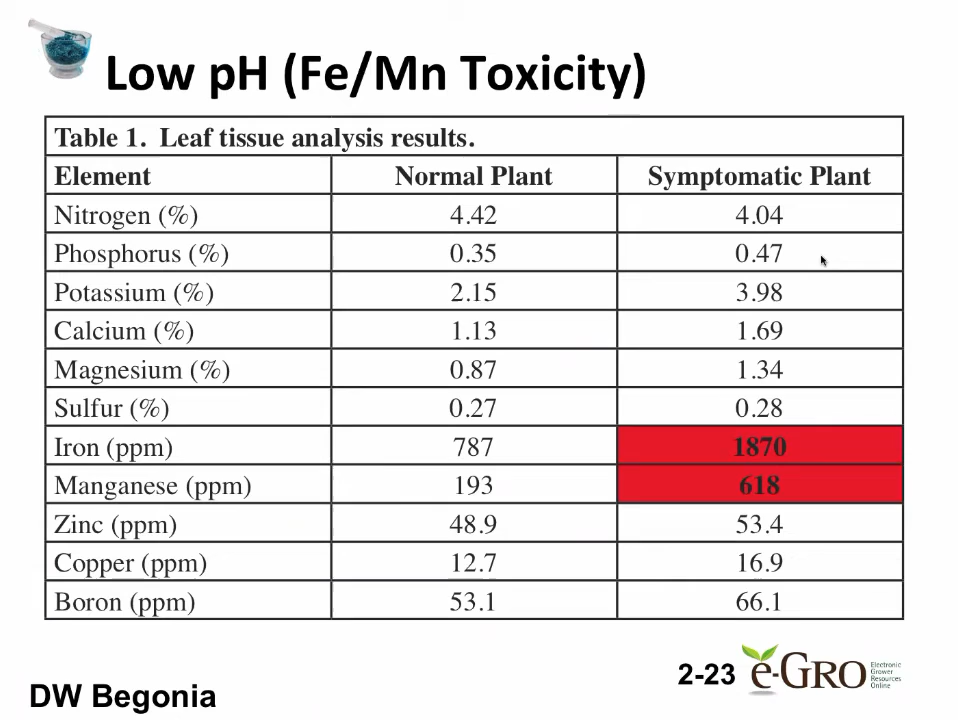 Low pH (Fe/Mn Toxicity)
Table 1. Leaf tissue analysis results.
Element Normal Plant Symptomatic Plant
Nitrogen (%) 4.42 4.04
Phosphorus (%) 0.35 0.47
Potassium (%) 2.15 3.98
Calcium (%) 1.13 1.69
Magnesium (%) 0.87 1.34
Sulfur (%) 0.27 0.28
Iron (ppm) 787 1870
Manganese (ppm) 193 618
Zinc (ppm) 48.9 53.4
Copper (ppm) 12.7 16.9
Boron (ppm) 53.1 66.1
DW Begonia
2-23
e-GRO
Electronic
Grower
Resources
Online